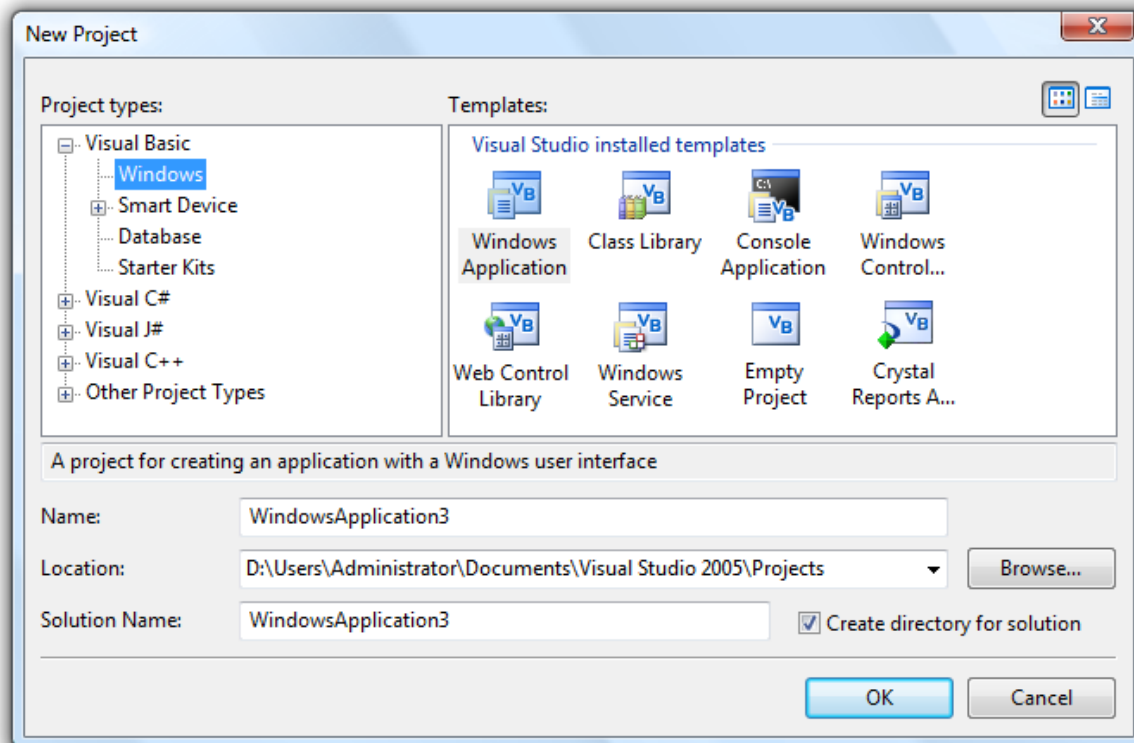 New Project
Project types:
Templates:
Visual Basic
Windows
Smart Device
Database
Starter Kits
Visual C#
Visual J#
Visual C++
Other Project Types
Visual Studio installed templates
Windows
Application
Class Library
Console
Application
Windows
Control...
Web Control
Library
Windows
Service
Empty
Project
Crystal
Reports A...
A project for creating an application with a Windows user interface
Name:
WindowsApplication3
Location:
D:\Users\Administrator\Documents\Visual Studio 2005\Projects
Browse...
Solution Name:
WindowsApplication3
Create directory for solution
OK
Cancel